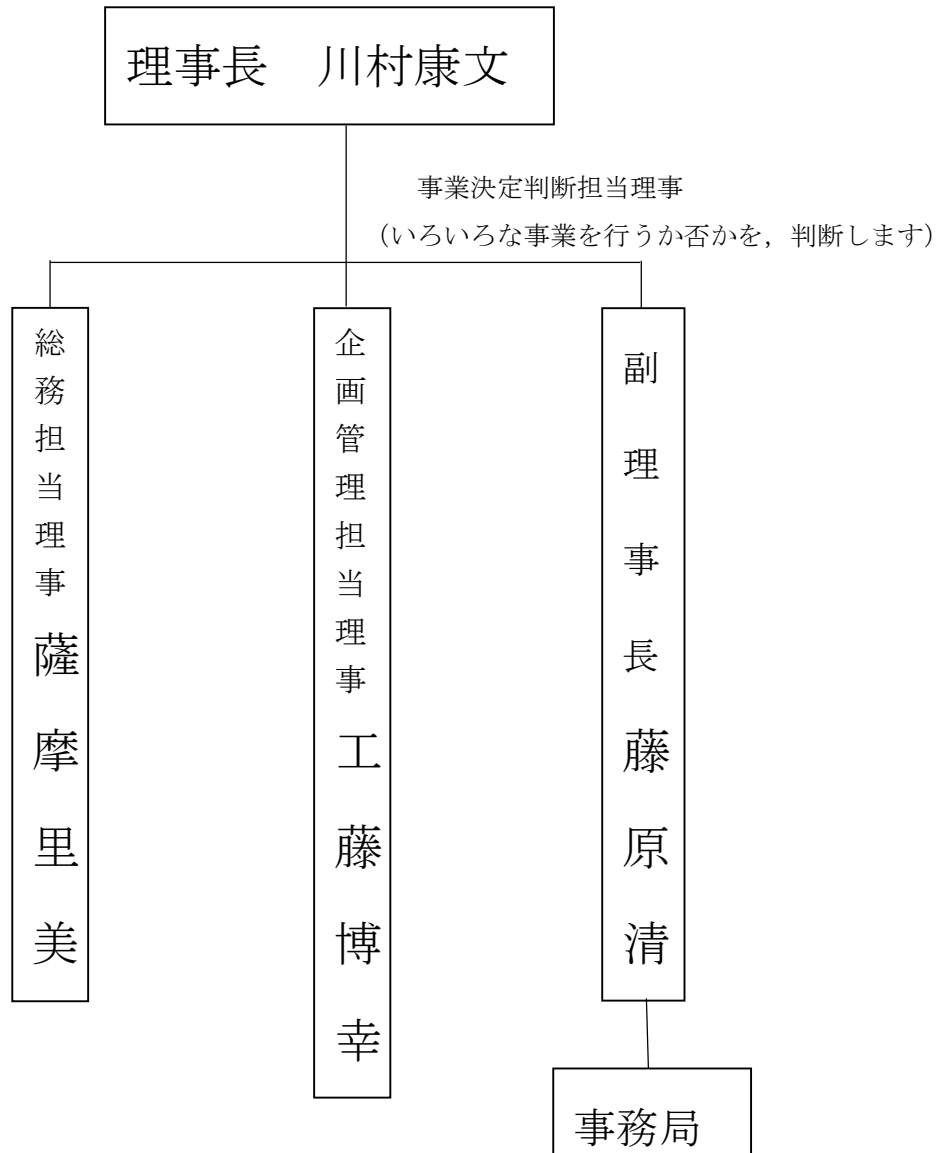 理事長　川村康文
事業決定判断担当理事
（いろいろな事業を行うか否かを，判断します）
副理事長藤原清
企画管理担当理事工藤博幸
総務担当理事薩摩里美
事務局